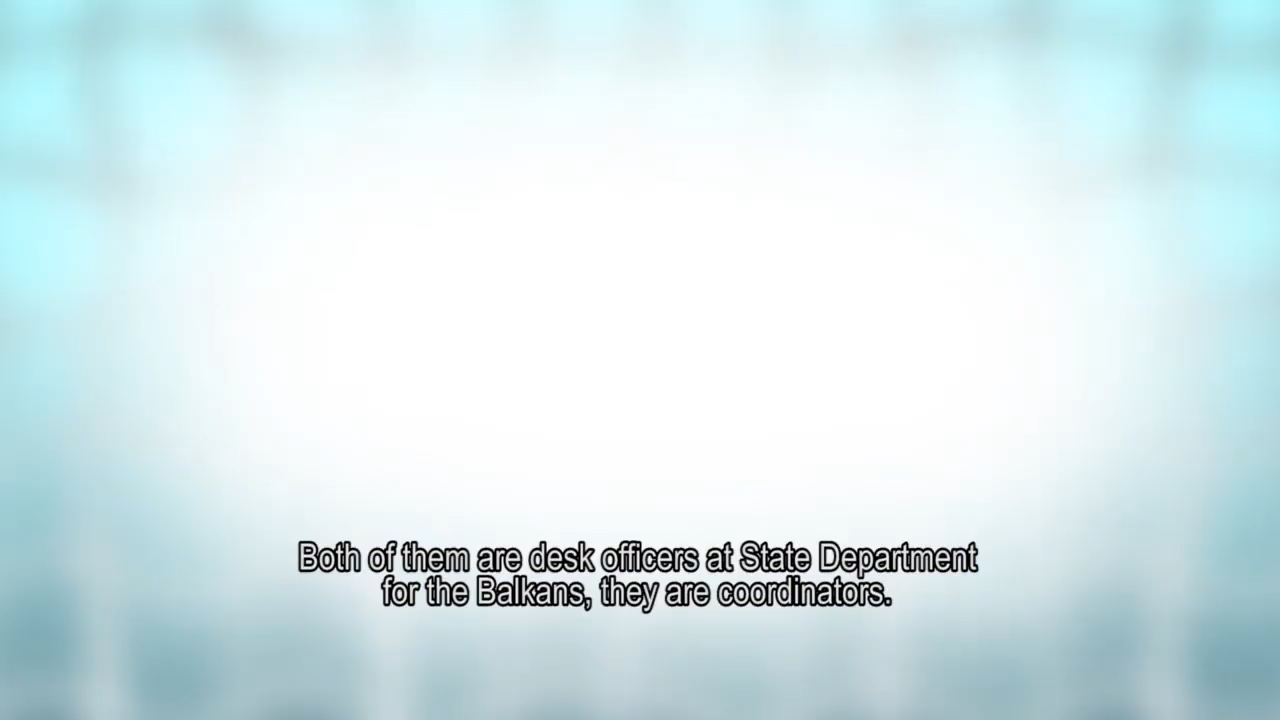 Both of them are desk officers at State Department
for the Balkans, they are coordinators.